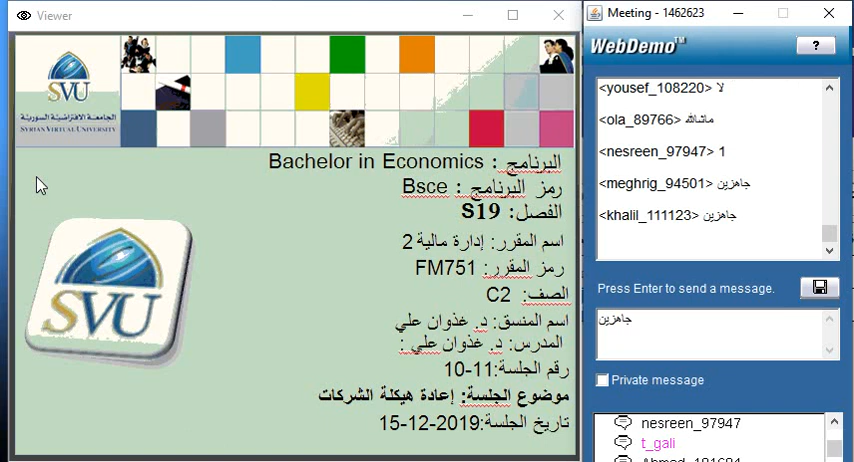 Viewer
SVU
الجامعة الافتراضية السورية
SYRIAN VIRTUAL UNIVERSITY
البرنامج : Bachelor in Economics
رمز البرنامج : Bsce
الفصل: S19
اسم المقرر: إدارة مالية 2
رمز المقرر: FM751
الصف: C2
اسم المنسق: د. غذوان علي
المدرس: د. غذوان علي :
رقم الجلسة:10-11
موضوع الجلسة: إعادة هيكلة الشركات
تاريخ الجلسة:15-12-2019
SVU
Meeting - 1462623
WebDemo™
?
<yousef_108220> لا
<ola_89766> ماشالله
<nesreen_97947> 1
<meghrig_94501> جاهزين
<khalil_111123> جاهزين
Press Enter to send a message.
جاهزين
Private message
nesreen_97947
t_gali